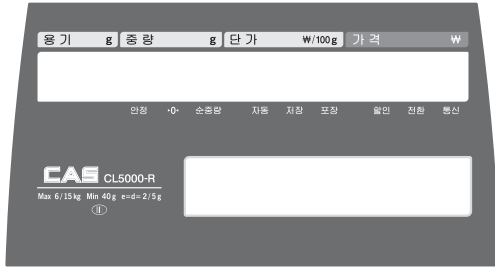 용기 g 중량 g 단가 ₩/100g 가격 ₩
안정 ·0· 순중량 자동 저장 포장 할인 전환 통신
CAS CL5000-R
Max 6/15kg Min 40g e=d=2/5g
II